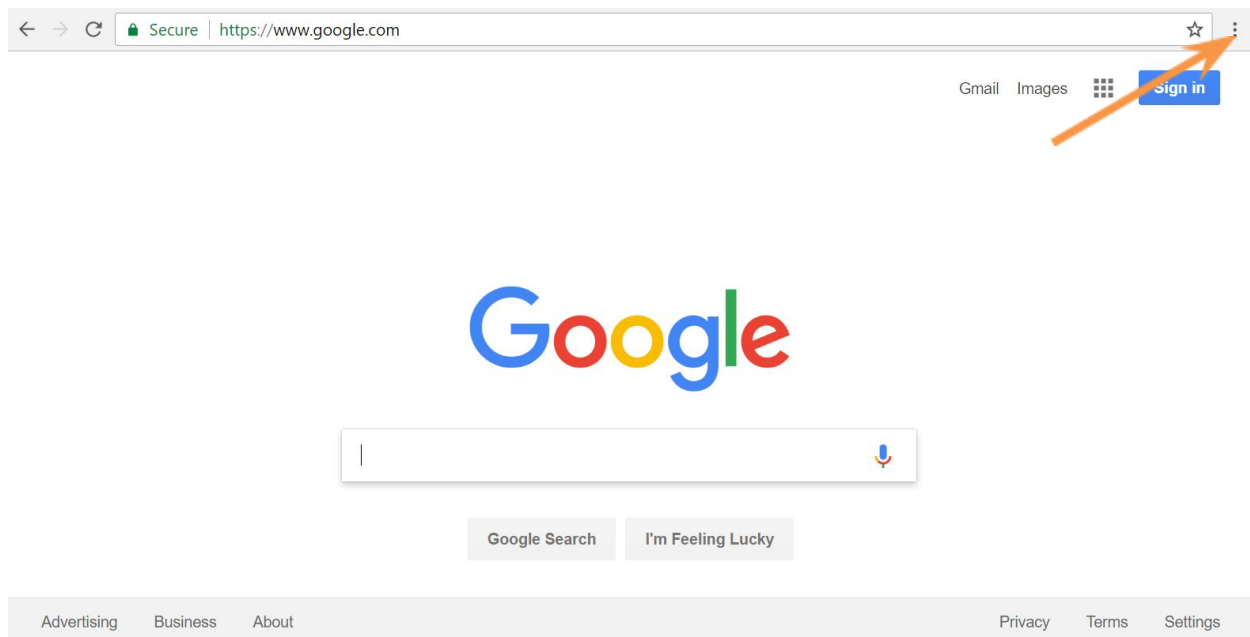 Secure https://www.google.com
Gmail Images Sign in
Google
Google Search I'm Feeling Lucky
Advertising Business About Privacy Terms Settings